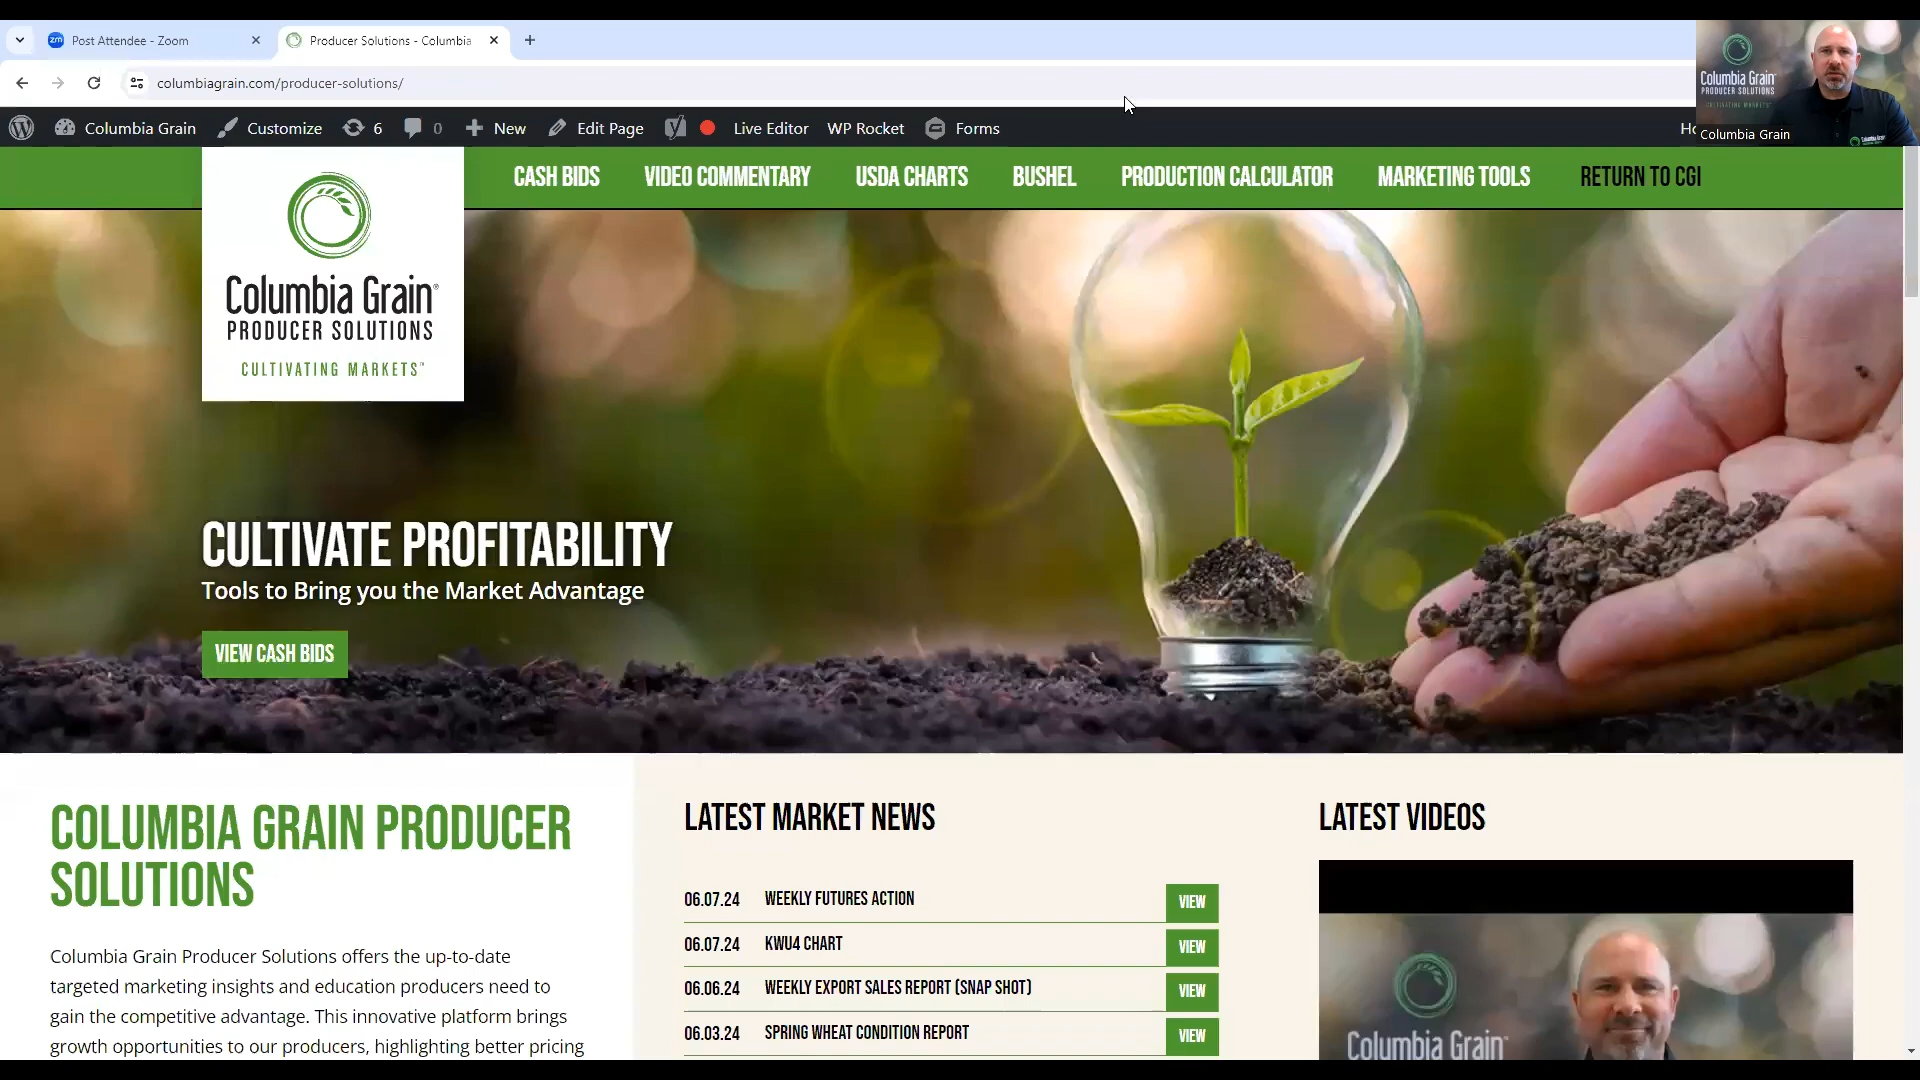 zm Post Attendee - Zoom
Producer Solutions - Columbia
columbiagrain.com/producer-solutions/
Columbia Grain
Customize
6
0
New
Edit Page
Live Editor
WP Rocket
Forms
Columbia Grain
PRODUCER SOLUTIONS
Columbia Grain
CASH BIDS
VIDEO COMMENTARY
USDA CHARTS
BUSHEL
PRODUCTION CALCULATOR
MARKETING TOOLS
RETURN TO CGI
Columbia Grain®
PRODUCER SOLUTIONS
CULTIVATING MARKETS™
CULTIVATE PROFITABILITY
Tools to Bring you the Market Advantage
VIEW CASH BIDS
COLUMBIA GRAIN PRODUCER
SOLUTIONS
Columbia Grain Producer Solutions offers the up-to-date
targeted marketing insights and education producers need to
gain the competitive advantage. This innovative platform brings
growth opportunities to our producers, highlighting better pricing
LATEST MARKET NEWS
06.07.24 WEEKLY FUTURES ACTION VIEW
06.07.24 KWU4 CHART VIEW
06.06.24 WEEKLY EXPORT SALES REPORT (SNAP SHOT) VIEW
06.03.24 SPRING WHEAT CONDITION REPORT VIEW
LATEST VIDEOS
Columbia Grain